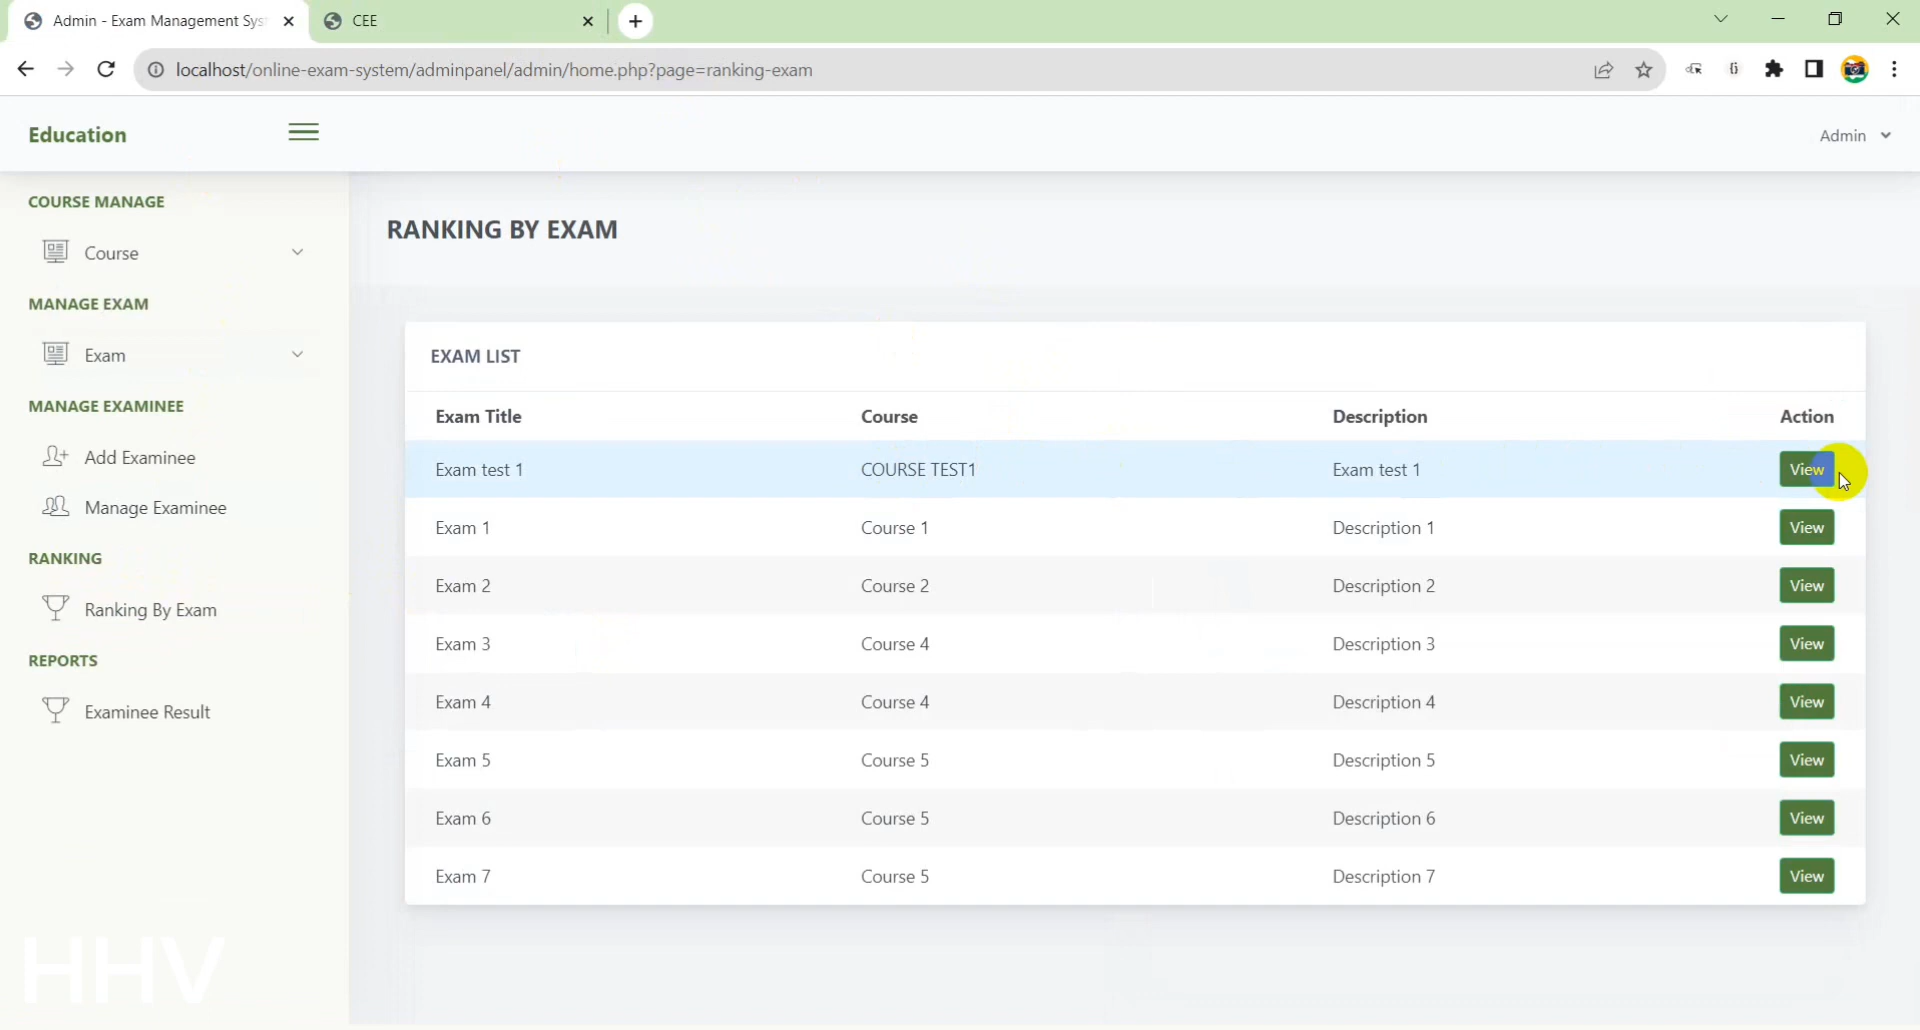 Admin - Exam Management Sys
CEE
localhost/online-exam-system/adminpanel/admin/home.php?page=ranking-exam
Education
Admin
COURSE MANAGE
Course
MANAGE EXAM
Exam
MANAGE EXAMINEE
Add Examinee
Manage Examinee
RANKING
Ranking By Exam
REPORTS
Examinee Result
RANKING BY EXAM
EXAM LIST
Exam Title Course Description Action
Exam test 1 COURSE TEST1 Exam test 1 View
Exam 1 Course 1 Description 1 View
Exam 2 Course 2 Description 2 View
Exam 3 Course 4 Description 3 View
Exam 4 Course 4 Description 4 View
Exam 5 Course 5 Description 5 View
Exam 6 Course 5 Description 6 View
Exam 7 Course 5 Description 7 View
HHV